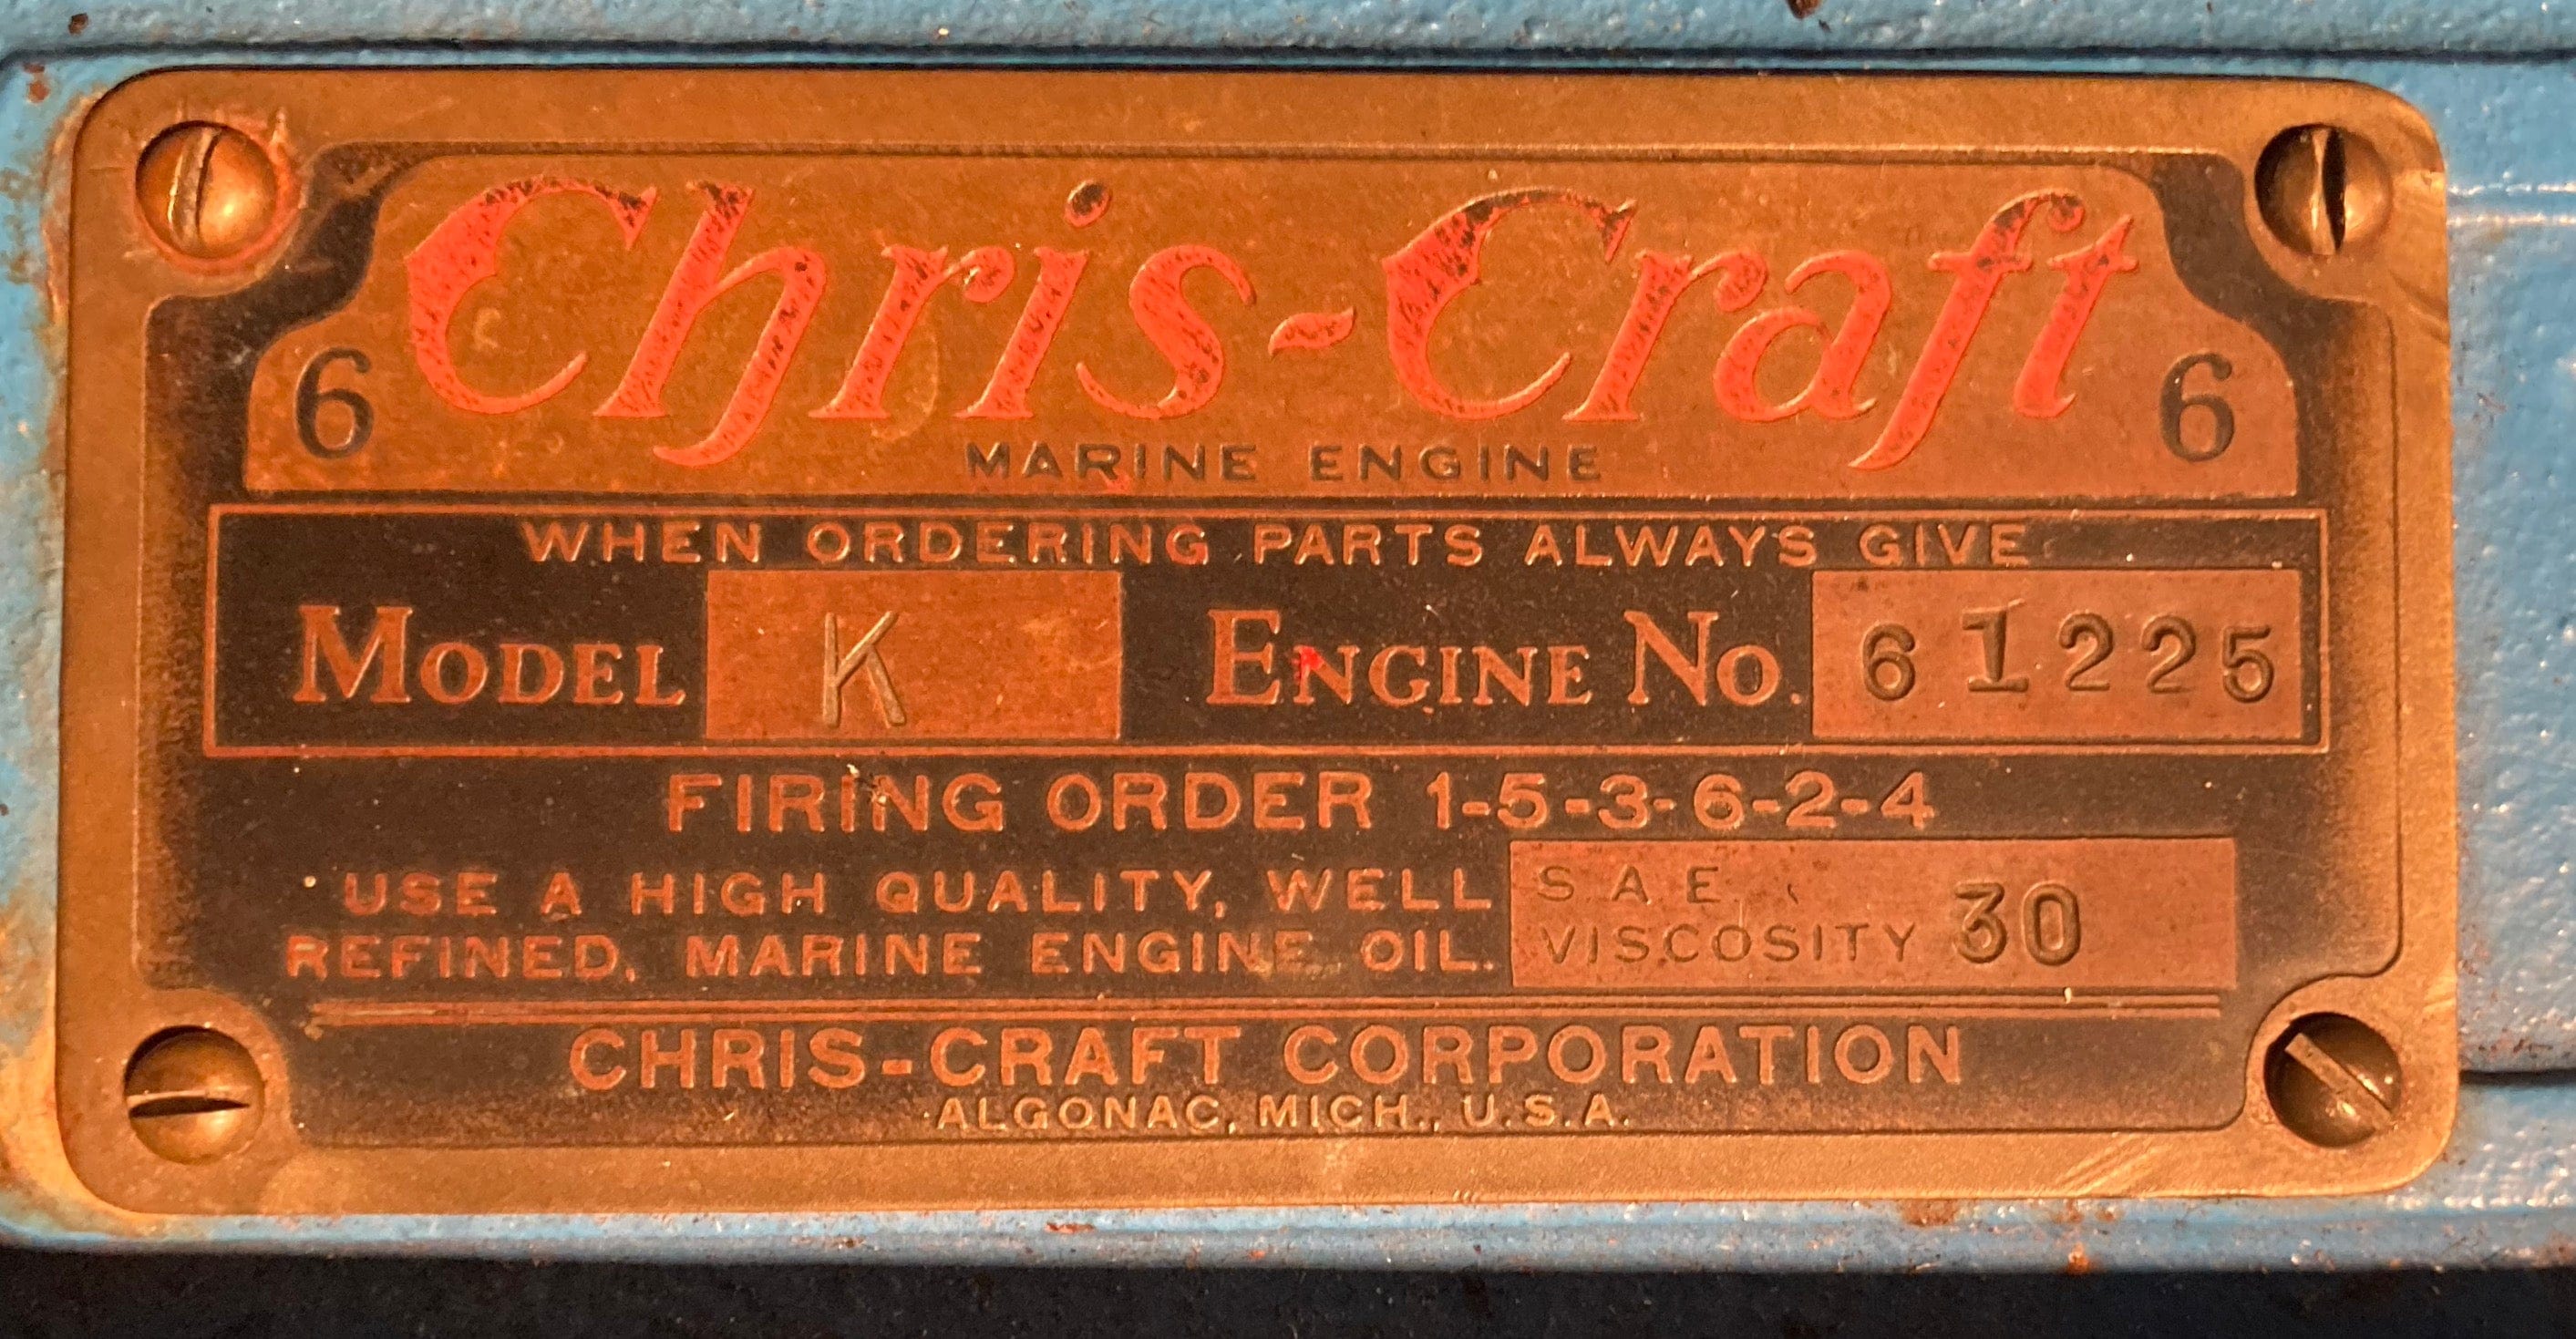 Chris-Craft
6 6
MARINE ENGINE
WHEN ORDERING PARTS ALWAYS GIVE
MODEL K ENGINE NO. 61225
FIRING ORDER 1-5-3-6-2-4
USE A HIGH QUALITY, WELL
REFINED, MARINE ENGINE OIL.
S.A.E.
VISCOSITY 30
CHRIS-CRAFT CORPORATION
ALGONAC, MICH., U.S.A.